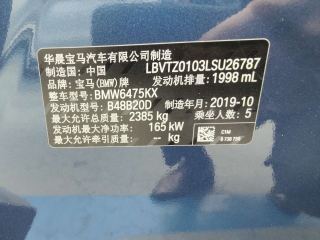 华晨宝马汽车有限公司制造
制造国：中国 LBVTZ0103LSU26787
品牌：宝马(BMW)牌 发动机排量：1998 mL
整车型号：BMW6475KX
发动机型号：B48B20D 制造年月：2019-10
最大允许总质量：2385 kg 乘坐人数：5
发动机最大净功率：165 kW
最大允许牵引质量：-- kg